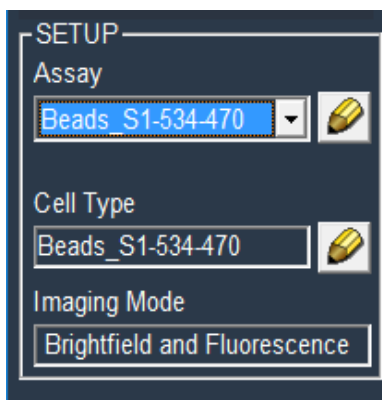 SETUP
Assay
Beads_S1-534-470
Cell Type
Beads_S1-534-470
Imaging Mode
Brightfield and Fluorescence